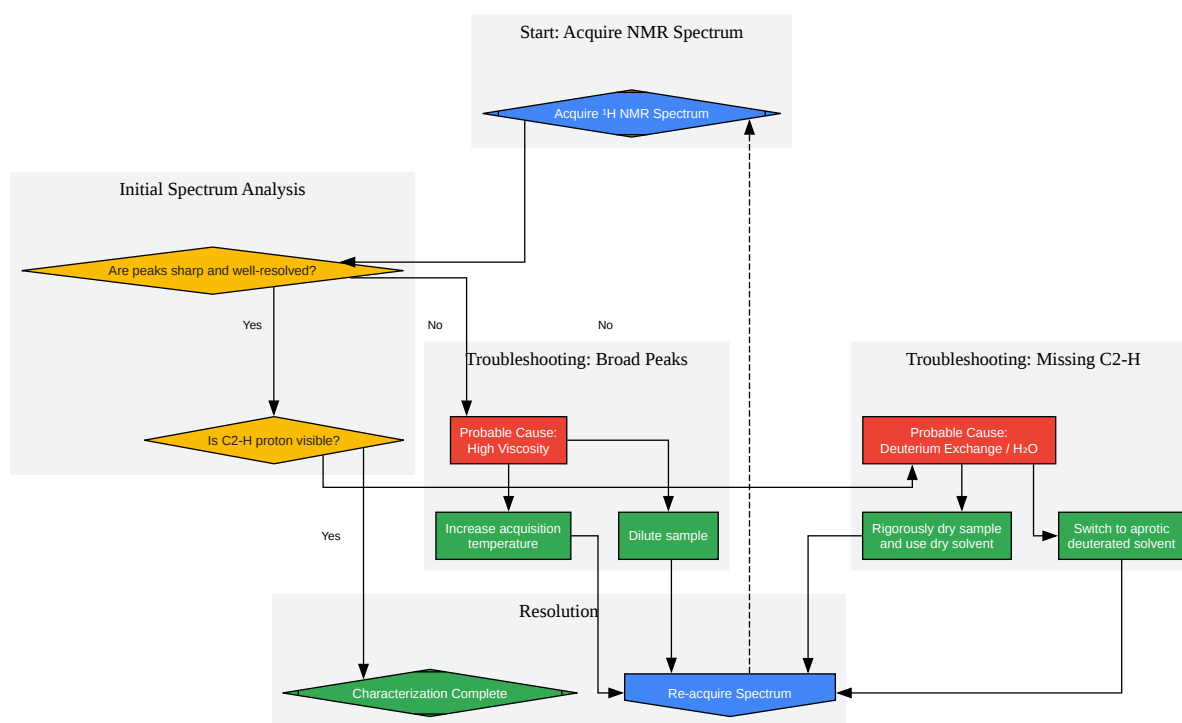 Start: Acquire NMR Spectrum
Acquire ¹H NMR Spectrum
Initial Spectrum Analysis
Are peaks sharp and well-resolved?
Yes
No
No
Is C2-H proton visible?
Yes
Troubleshooting: Broad Peaks
Probable Cause:
High Viscosity
Increase acquisition
temperature
Dilute sample
Troubleshooting: Missing C2-H
Probable Cause:
Deuterium Exchange / H₂O
Rigorously dry sample
and use dry solvent
Switch to aprotic
deuterated solvent
Resolution
Characterization Complete
Re-acquire Spectrum